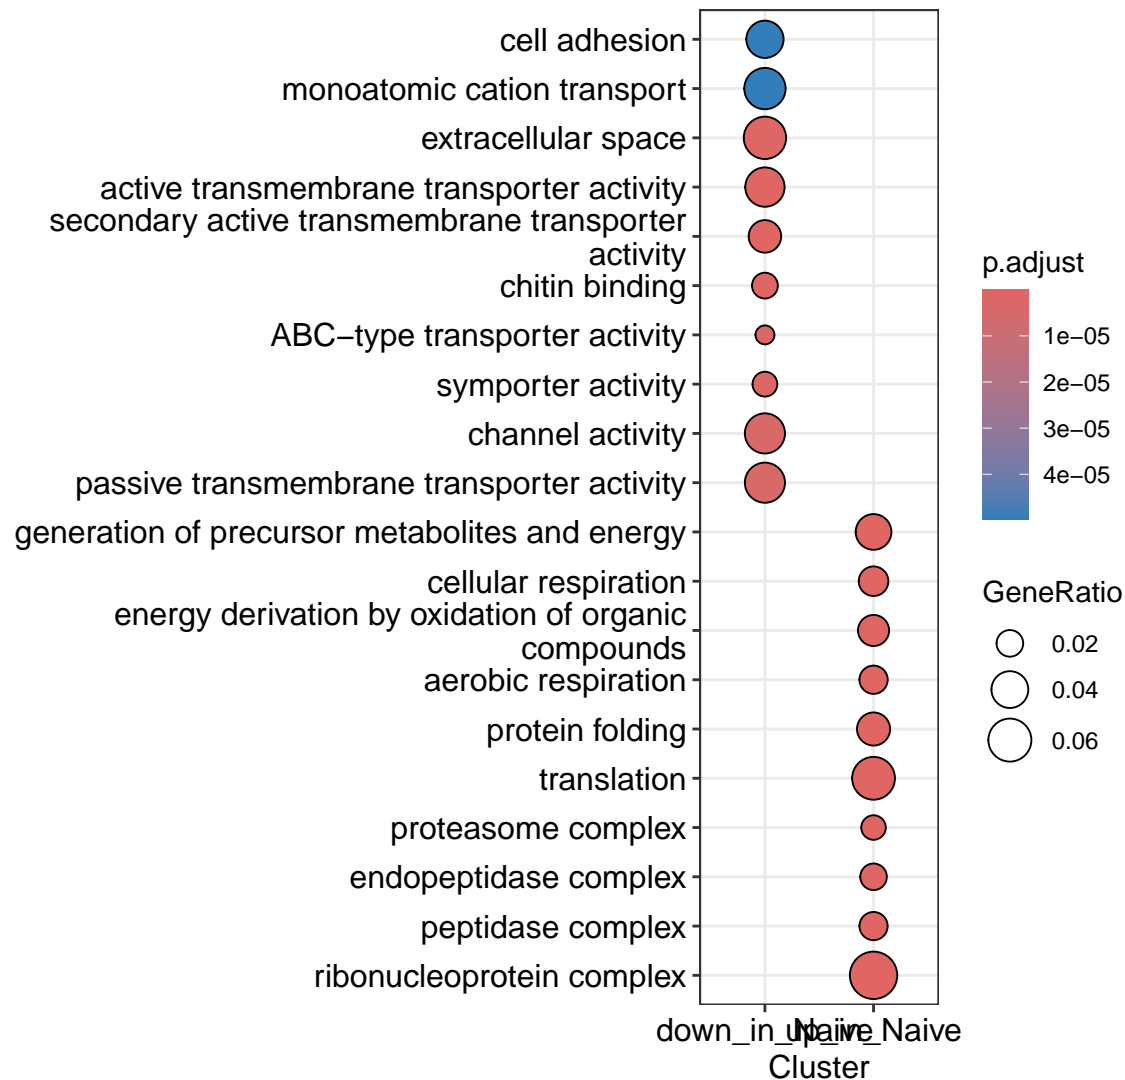 cell adhesion
monoatomic cation transport
extracellular space
active transmembrane transporter activity
secondary active transmembrane transporter
activity
chitin binding
ABC−type transporter activity
symporter activity
channel activity
passive transmembrane transporter activity
generation of precursor metabolites and energy
cellular respiration
energy derivation by oxidation of organic
compounds
aerobic respiration
protein folding
translation
proteasome complex
endopeptidase complex
peptidase complex
ribonucleoprotein complex
down_in_Naive
up_in_Naive
Cluster
p.adjust
1e−05
2e−05
3e−05
4e−05
GeneRatio
0.02
0.04
0.06